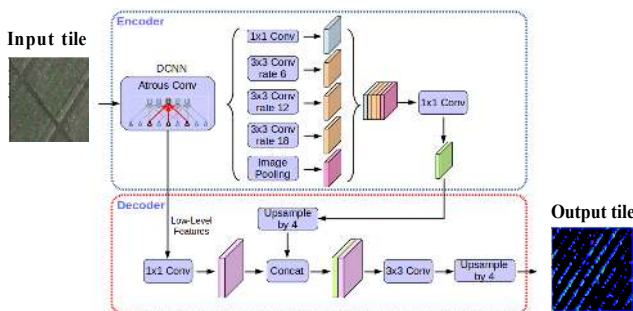 Encoder
Input tile
DCNN
Atrous Conv
1x1 Conv
3x3 Conv
rate 6
3x3 Conv
rate 12
3x3 Conv
rate 18
Image
Pooling
1x1 Conv
Decoder
Low-Level
Features
Upsample
by 4
1x1 Conv
Concat
3x3 Conv
Upsample
by 4
Output tile